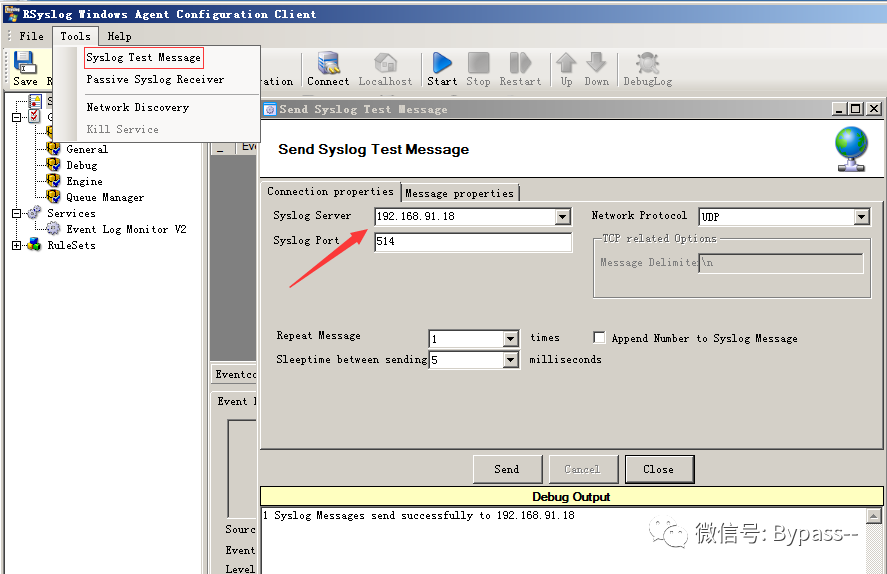 RSyslog Windows Agent Configuration Client
File Tools Help
Syslog Test Message
Passive Syslog Receiver
Network Discovery
Kill Service
Save
Connect Localhost Start Stop Restart Up Down DebugLog
General
Debug
Engine
Queue Manager
Services
Event Log Monitor V2
RuleSets
Send Syslog Test Message
Send Syslog Test Message
Connection properties Message properties
Syslog Server 192.168.91.18 Network Protocol UDP
Syslog Port 514
TCP related Options
Message Delimite \n
Repeat Message 1 times Append Number to Syslog Message
Sleeptime between sending 5 milliseconds
Send Cancel Close
Debug Output
1 Syslog Messages send successfully to 192.168.91.18
Eventco
Event
Sourc
Event
Level
微信号: Bypass--